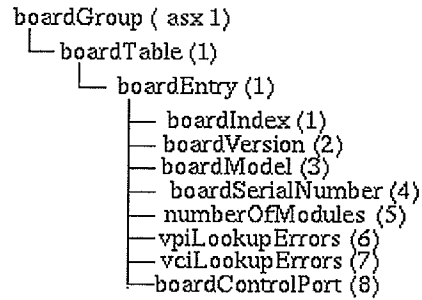 boardGroup ( asx 1)
boardTable (1)
boardEntry (1)
boardIndex (1)
boardVersion (2)
boardModel (3)
boardSerialNumber (4)
numberOfModules (5)
vpiLookupErrors (6)
vciLookupErrors (7)
boardControlPort (8)